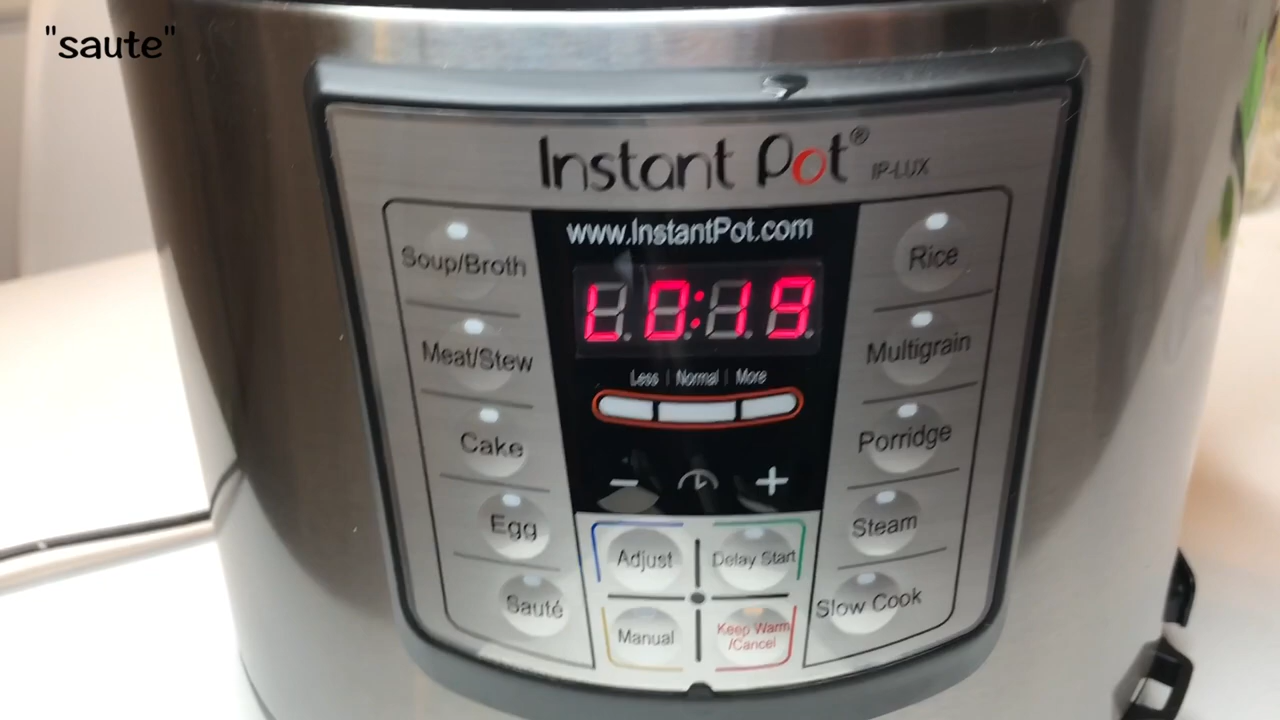 "saute"
Instant Pot® IP-LUX
www.InstantPot.com
L0:19
Less | Normal | More
− +
Soup/Broth
Meat/Stew
Cake
Egg
Sauté
Rice
Multigrain
Porridge
Steam
Slow Cook
Adjust
Delay Start
Manual
Keep Warm
/Cancel